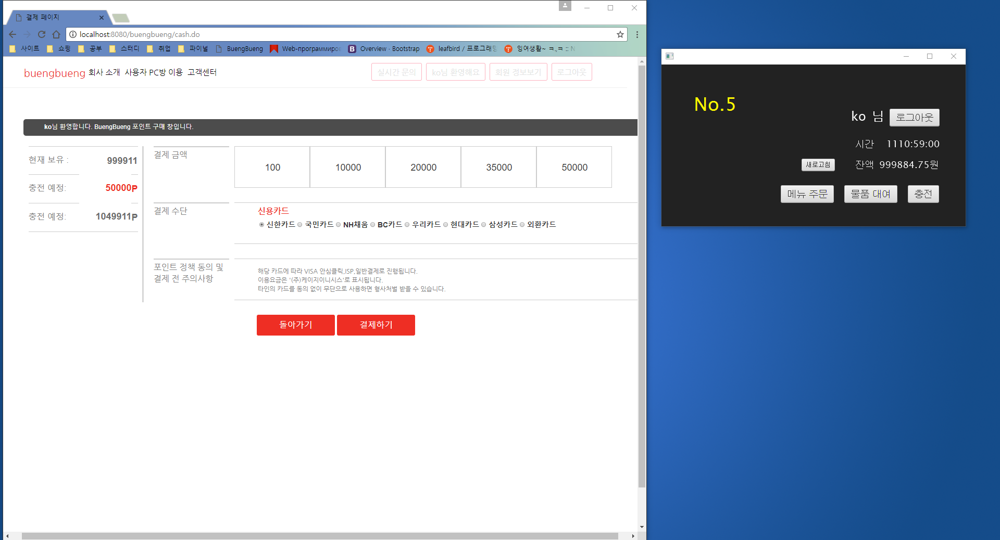 결제 페이지
localhost:8080/buengbueng/cash.do
사이트 쇼핑 공부 스터디 취업 파이널 BuengBueng Web-программиров Overview · Bootstrap leafbird / 프로그래밍 잉여생활~ ㅋ.,ㅋ :: N
buengbueng 회사 소개 사용자 PC방 이용 고객센터 실시간 문의 ko님 환영해요 회원 정보보기 로그아웃
ko님 환영합니다. BuengBueng 포인트 구매 창입니다.
현재 보유 : 999911
충전 예정: 50000P
충전 예정: 1049911P
결제 금액
100 10000 20000 35000 50000
결제 수단
신용카드
신한카드 국민카드 NH채움 BC카드 우리카드 현대카드 삼성카드 외환카드
포인트 정책 동의 및
결제 전 주의사항
해당 카드에 따라 VISA 안심클릭,ISP,일반결제로 진행됩니다.
이용요금은 '(주)케이지이니시스'로 표시됩니다.
타인의 카드를 동의 없이 무단으로 사용하면 형사처벌 받을 수 있습니다.
돌아가기 결제하기
No.5
ko 님 로그아웃
시간 1110:59:00
새로고침 잔액 999884.75원
메뉴 주문 물품 대여 충전